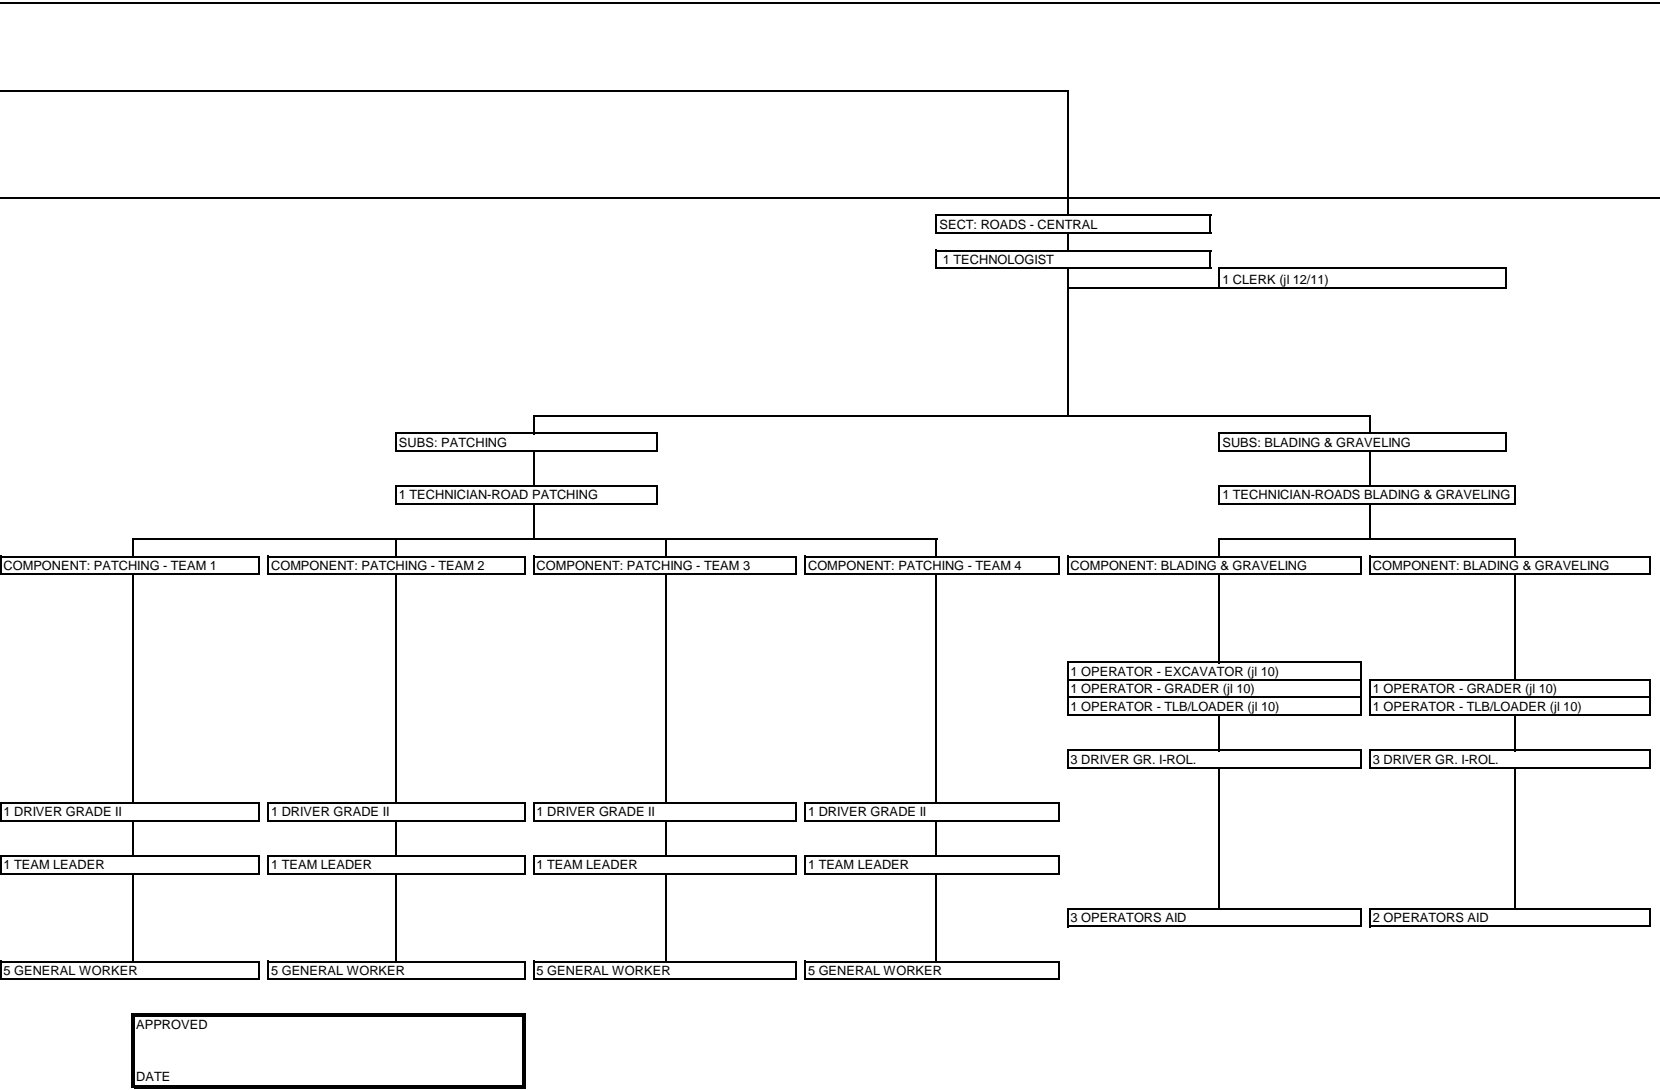 SECT: ROADS - CENTRAL
1 TECHNOLOGIST
1 CLERK (jl 12/11)
SUBS: PATCHING
SUBS: BLADING & GRAVELING
1 TECHNICIAN-ROAD PATCHING
1 TECHNICIAN-ROADS BLADING & GRAVELING
COMPONENT: PATCHING - TEAM 1
COMPONENT: PATCHING - TEAM 2
COMPONENT: PATCHING - TEAM 3
COMPONENT: PATCHING - TEAM 4
COMPONENT: BLADING & GRAVELING
COMPONENT: BLADING & GRAVELING
1 OPERATOR - EXCAVATOR (jl 10)
1 OPERATOR - GRADER (jl 10)
1 OPERATOR - GRADER (jl 10)
1 OPERATOR - TLB/LOADER (jl 10)
1 OPERATOR - TLB/LOADER (jl 10)
3 DRIVER GR. I-ROL.
3 DRIVER GR. I-ROL.
1 DRIVER GRADE II
1 DRIVER GRADE II
1 DRIVER GRADE II
1 DRIVER GRADE II
1 TEAM LEADER
1 TEAM LEADER
1 TEAM LEADER
1 TEAM LEADER
3 OPERATORS AID
2 OPERATORS AID
5 GENERAL WORKER
5 GENERAL WORKER
5 GENERAL WORKER
5 GENERAL WORKER
APPROVED
DATE